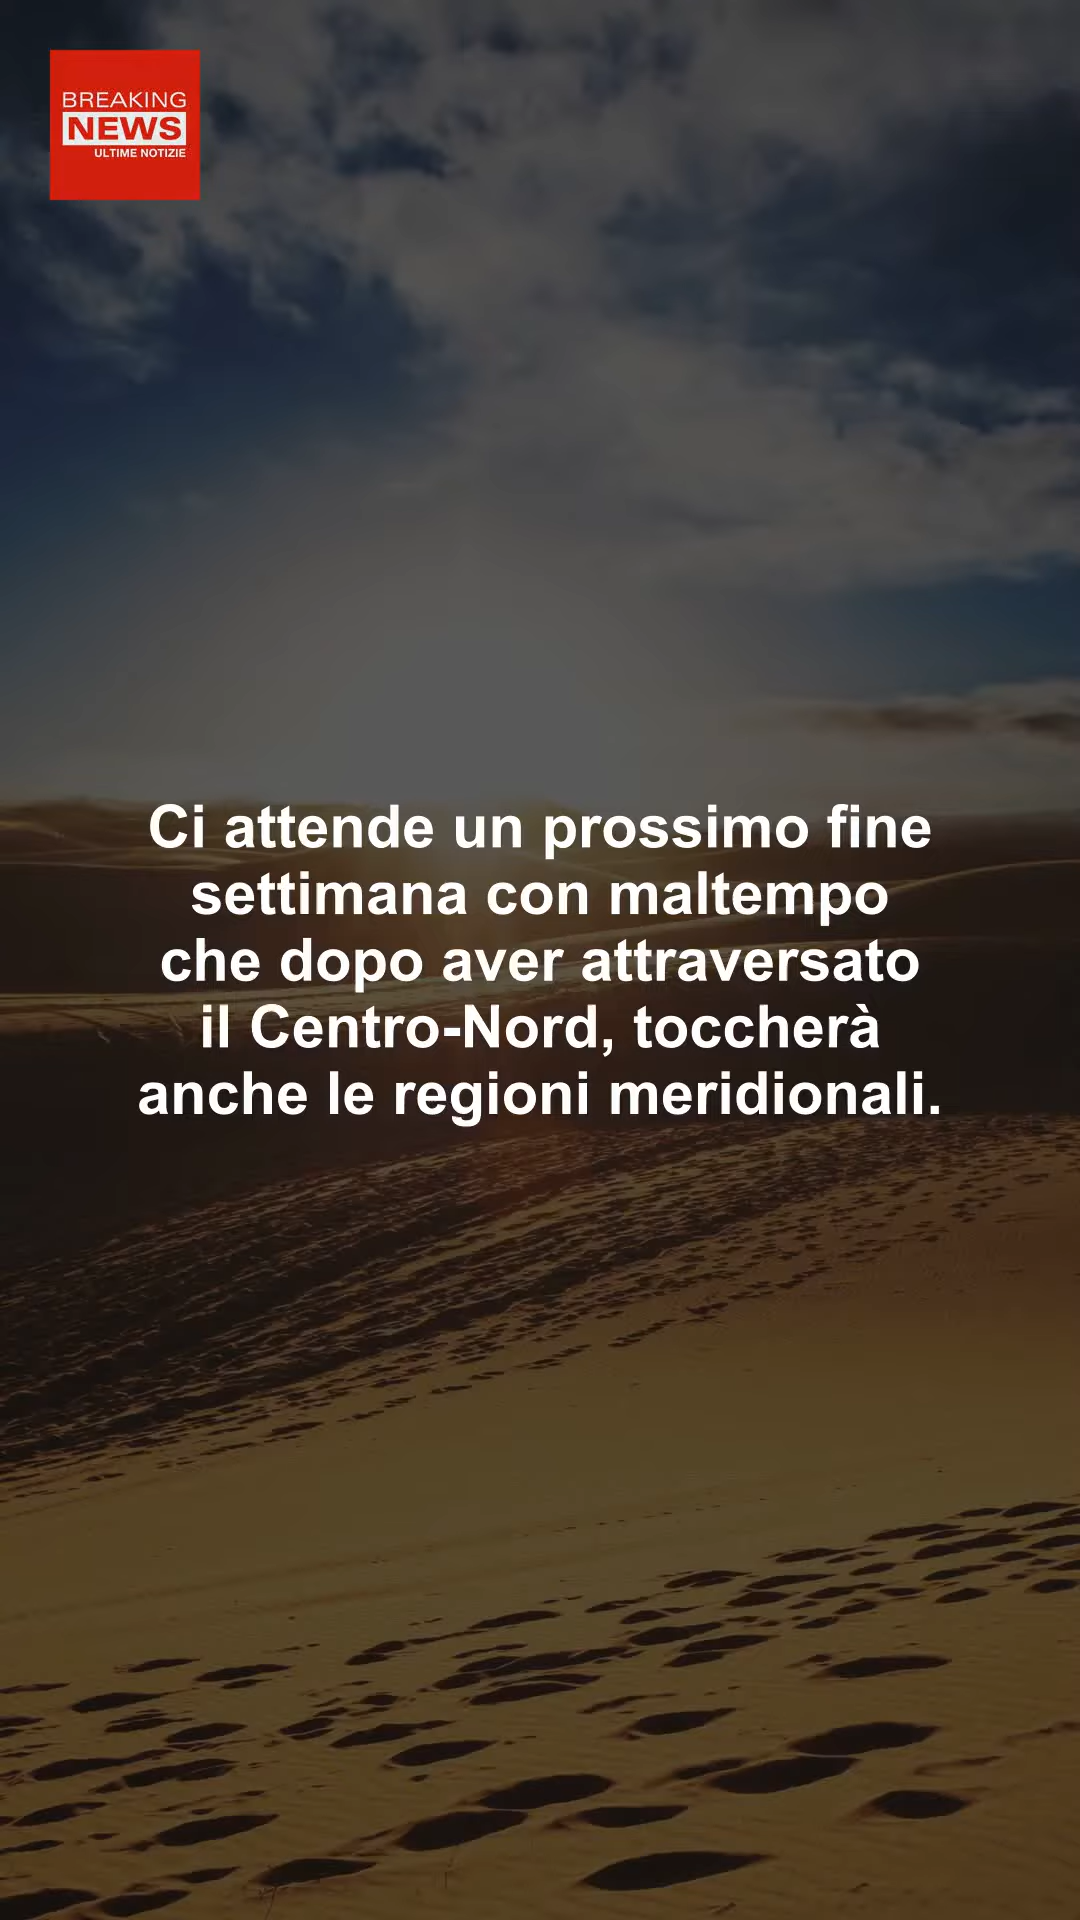 BREAKING
NEWS
ULTIME NOTIZIE
Ci attende un prossimo fine
settimana con maltempo
che dopo aver attraversato
il Centro-Nord, toccherà
anche le regioni meridionali.